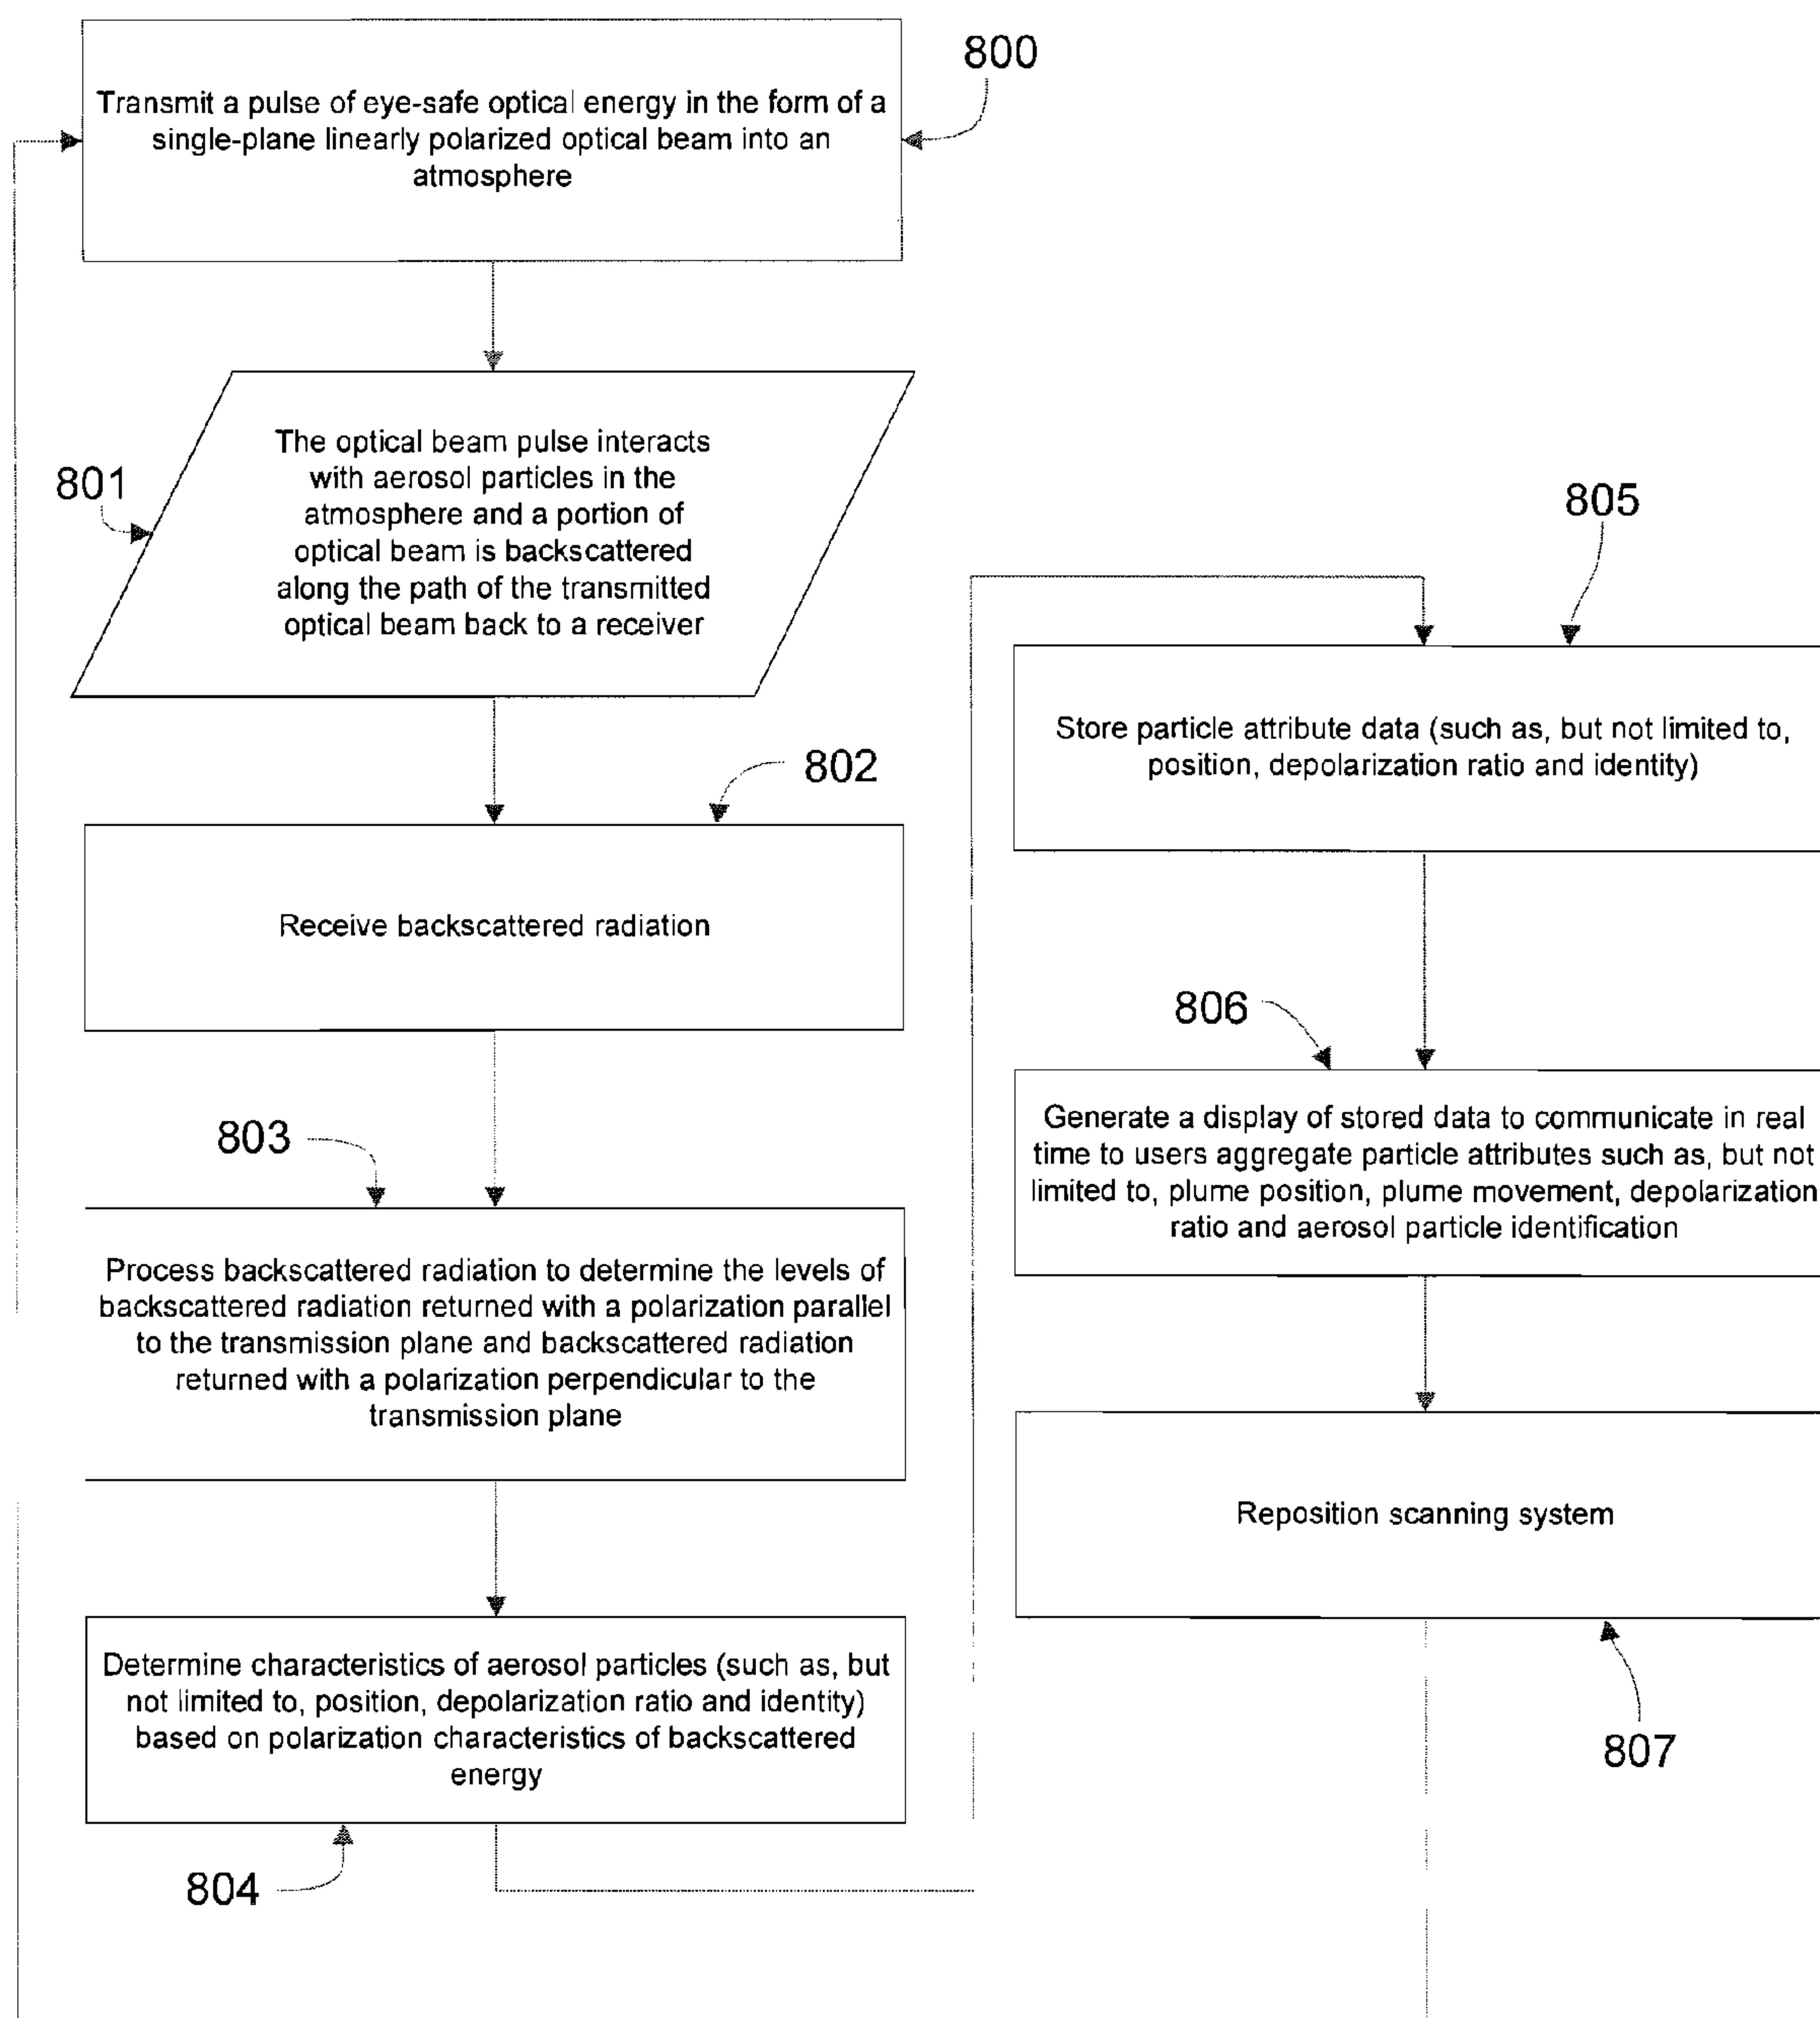 800
Transmit a pulse of eye-safe optical energy in the form of a
single-plane linearly polarized optical beam into an
atmosphere
801
The optical beam pulse interacts
with aerosol particles in the
atmosphere and a portion of
optical beam is backscattered
along the path of the transmitted
optical beam back to a receiver
802
Receive backscattered radiation
803
Process backscattered radiation to determine the levels of
backscattered radiation returned with a polarization parallel
to the transmission plane and backscattered radiation
returned with a polarization perpendicular to the
transmission plane
Determine characteristics of aerosol particles (such as, but
not limited to, position, depolarization ratio and identity)
based on polarization characteristics of backscattered
energy
804
805
Store particle attribute data (such as, but not limited to,
position, depolarization ratio and identity)
806
Generate a display of stored data to communicate in real
time to users aggregate particle attributes such as, but not
limited to, plume position, plume movement, depolarization
ratio and aerosol particle identification
Reposition scanning system
807